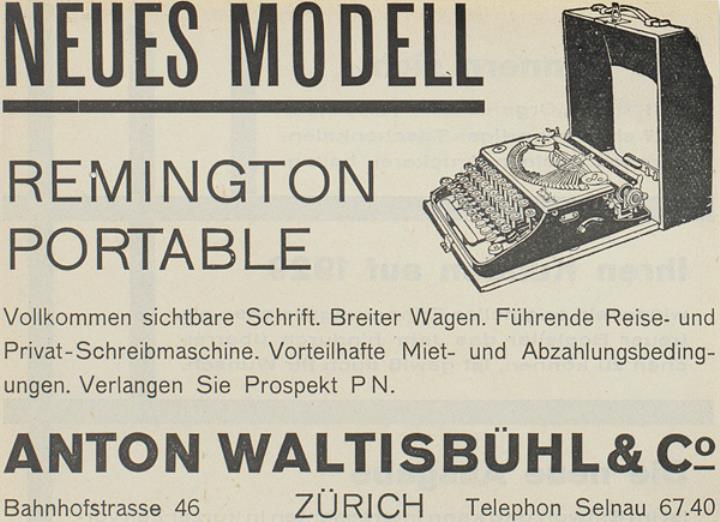 NEUES MODELL
REMINGTON
PORTABLE
Vollkommen sichtbare Schrift. Breiter Wagen. Führende Reise- und
Privat-Schreibmaschine. Vorteilhafte Miet- und Abzahlungsbeding-
ungen. Verlangen Sie Prospekt PN.
ANTON WALTISBÜHL & Cº
Bahnhofstrasse 46 ZÜRICH Telephon Selnau 67.40